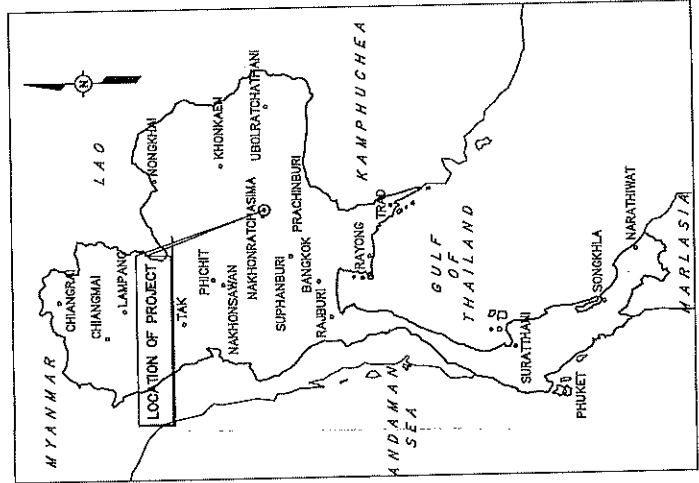 N
MYANMAR
LAO
CHIANGRAI
CHIANGMAI
LAMPANG
NONGKHAI
LOCATION OF PROJECT
TAK
KHONKAEN
PHICHIT
NAKHONSAWAN
UBOLRATCHATHANI
NAKHONRATCHASIMA
SUPHANBURI
PRACHINBURI
BANGKOK
RAJBURI
KAMPHUCHEA
RAYONG
TRAD
ANDAMAN
SEA
GULF
OF
THAILAND
SURATTHANI
PHUKET
SONGKHLA
NARATHIWAT
MARLASIA